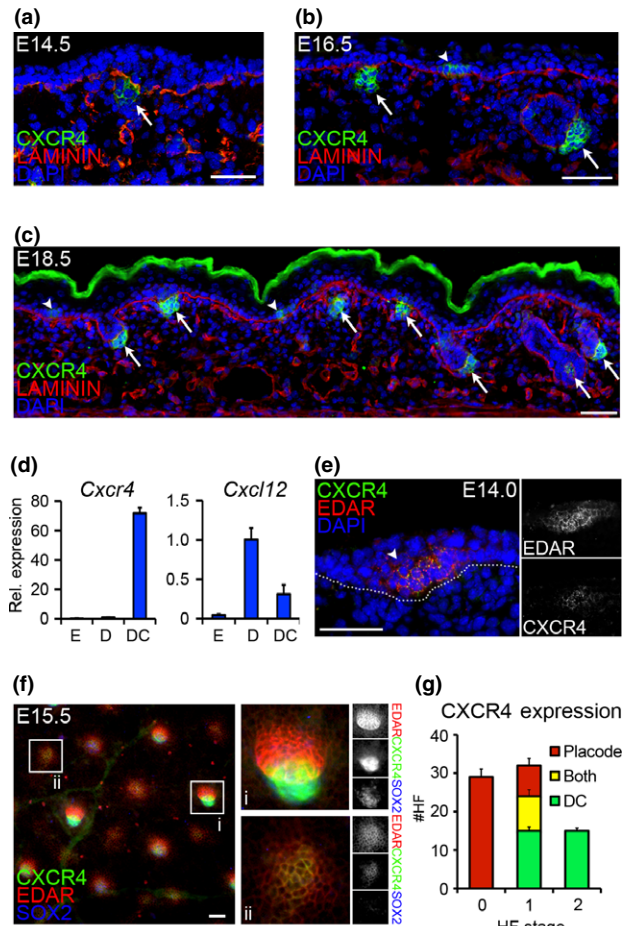 (a)
E14.5
CXCR4
LAMININ
DAPI
(b)
E16.5
CXCR4
LAMININ
DAPI
(c)
E18.5
CXCR4
LAMININ
DAPI
(d)
Cxcr4
Rel. expression
80
60
40
20
0
E D DC
Cxcl12
1.5
1.0
0.5
0
E D DC
(e)
CXCR4
EDAR
DAPI
E14.0
EDAR
CXCR4
(f)
E15.5
ii
i
CXCR4
EDAR
SOX2
i
EDAR CXCR4 SOX2
ii
EDAR CXCR4 SOX2
(g)
CXCR4 expression
#HF
40
30
20
10
0
Placode
Both
DC
0 1 2
HF stage